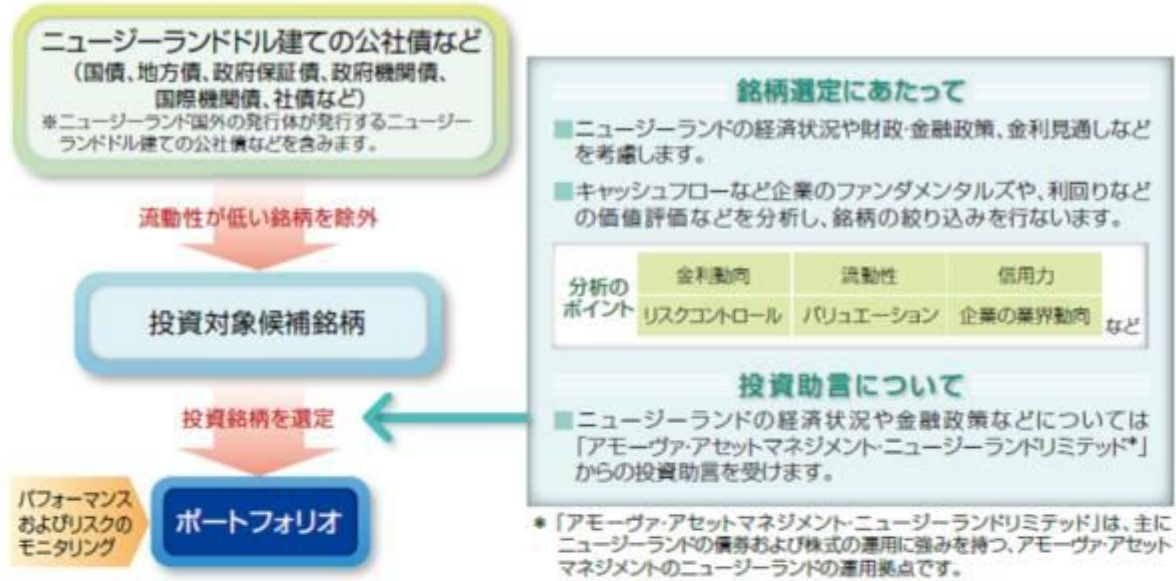 ニュージーランドドル建ての公社債など
（国債、地方債、政府保証債、政府機関債、
国際機関債、社債など）
※ニュージーランド国外の発行体が発行するニュージー
ランドドル建ての公社債などを含みます。
流動性が低い銘柄を除外
投資対象候補銘柄
投資銘柄を選定
パフォーマンス
およびリスクの
モニタリング
ポートフォリオ
銘柄選定にあたって
■ニュージーランドの経済状況や財政・金融政策、金利見通しなど
を考慮します。
■キャッシュフローなど企業のファンダメンタルズや、利回りなど
の価値評価などを分析し、銘柄の絞り込みを行ないます。
分析の
ポイント
金利動向 流動性 信用力
リスクコントロール バリュエーション 企業の業界動向 など
投資助言について
■ニュージーランドの経済状況や金融政策などについては
「アモーヴァ・アセットマネジメント・ニュージーランドリミテッド*」
からの投資助言を受けます。
* 「アモーヴァ・アセットマネジメント・ニュージーランドリミテッド」は、主に
ニュージーランドの債券および株式の運用に強みを持つ、アモーヴァ・アセット
マネジメントのニュージーランドの運用拠点です。